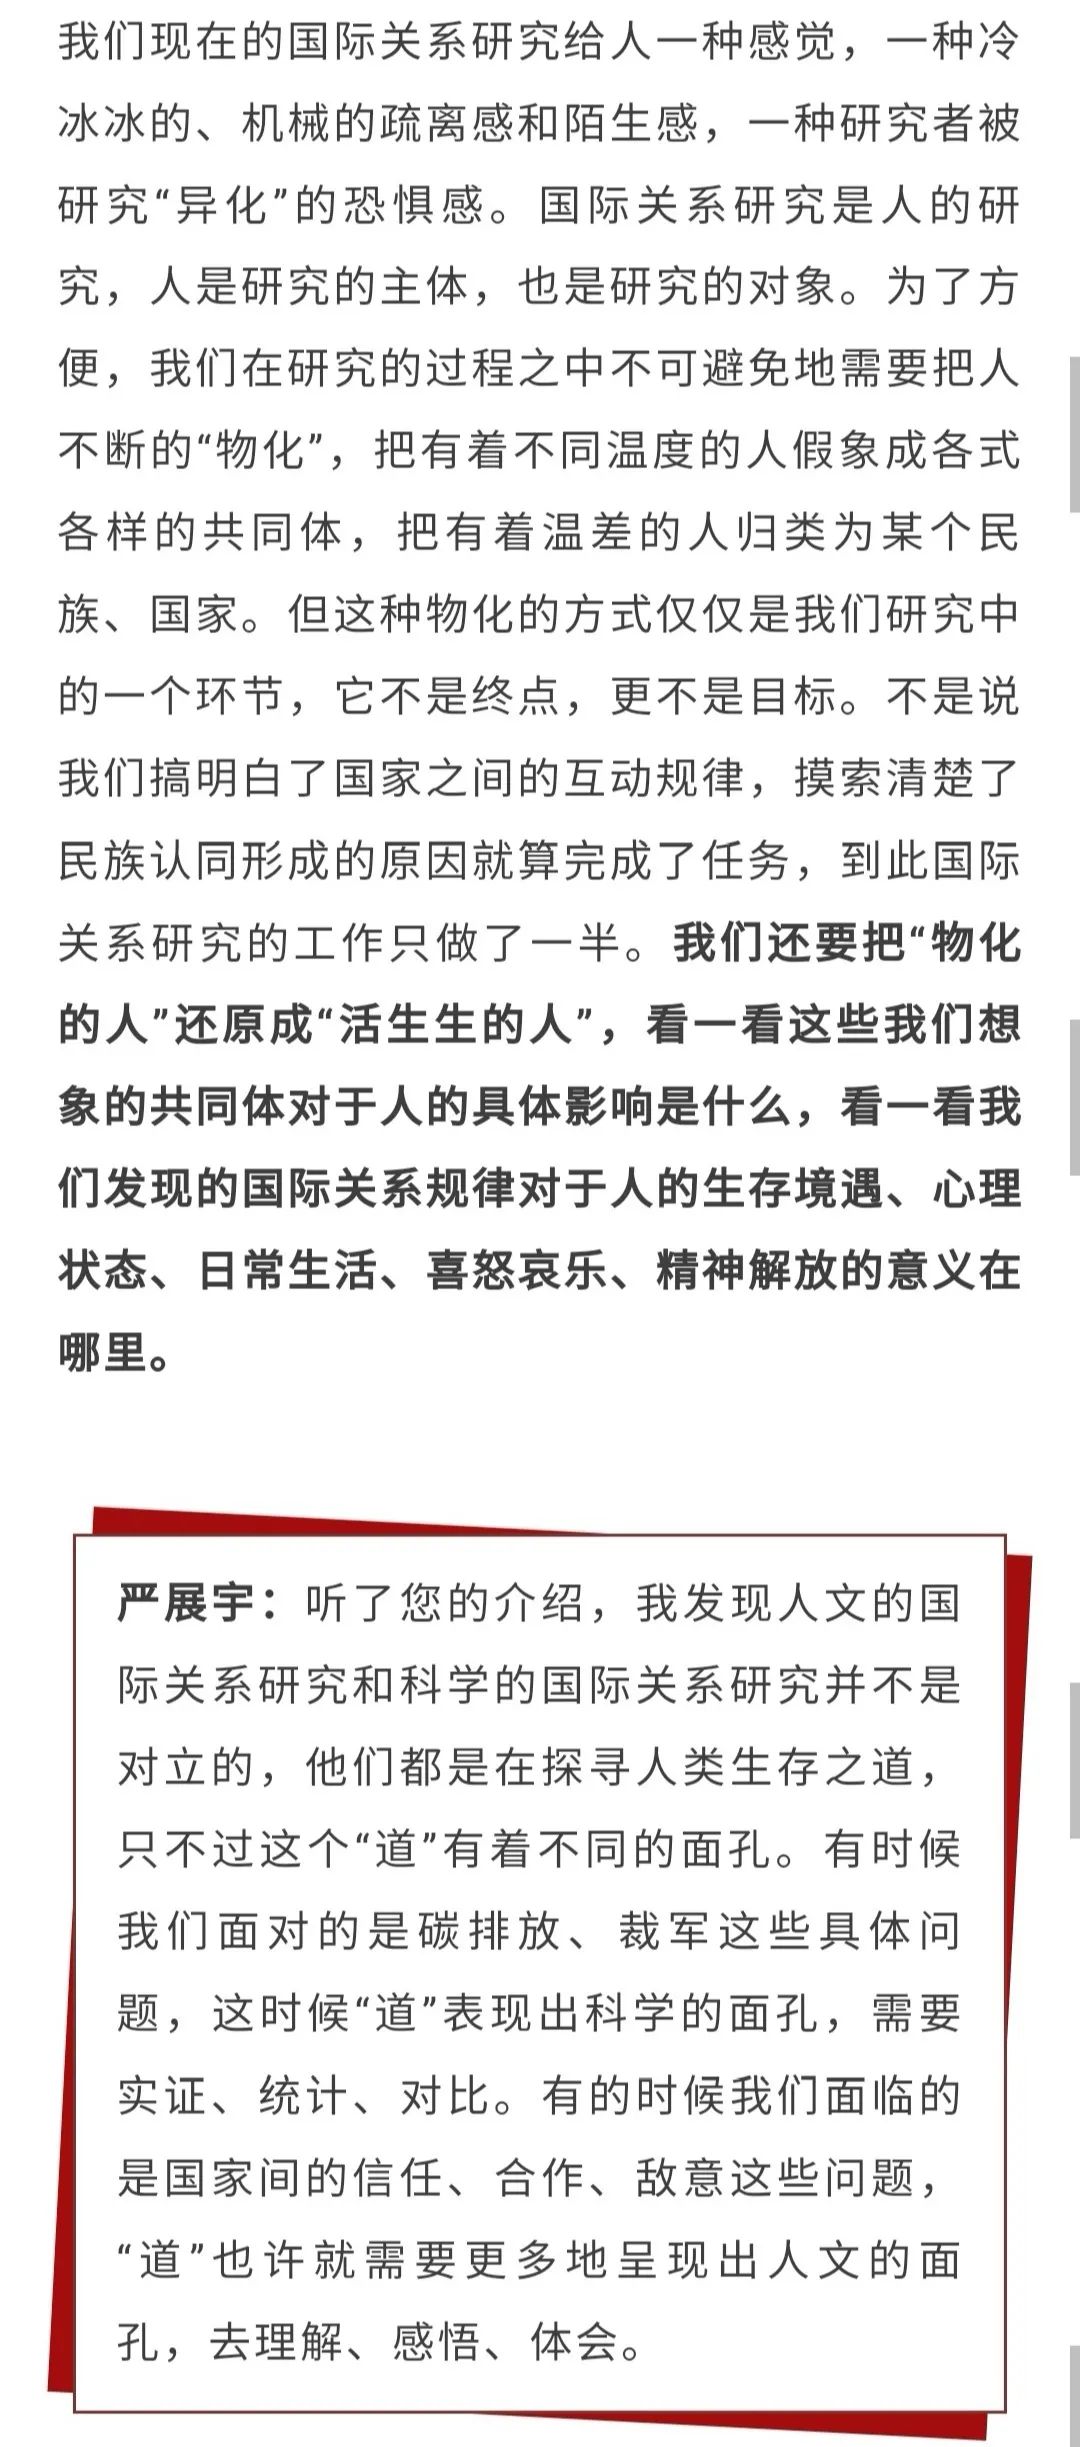 我们现在的国际关系研究给人一种感觉，一种冷
冰冰的、机械的疏离感和陌生感，一种研究者被
研究“异化”的恐惧感。国际关系研究是人的研
究，人是研究的主体，也是研究的对象。为了方
便，我们在研究的过程之中不可避免地需要把人
不断的“物化”，把有着不同温度的人假象成各式
各样的共同体，把有着温差的人归类为某个民
族、国家。但这种物化的方式仅仅是我们研究中
的一个环节，它不是终点，更不是目标。不是说
我们搞明白了国家之间的互动规律，摸索清楚了
民族认同形成的原因就算完成了任务，到此国际
关系研究的工作只做了一半。我们还要把“物化
的人”还原成“活生生的人”，看一看这些我们想
象的共同体对于人的具体影响是什么，看一看我
们发现的国际关系规律对于人的生存境遇、心理
状态、日常生活、喜怒哀乐、精神解放的意义在
哪里。
严展宇：听了您的介绍，我发现人文的国
际关系研究和科学的国际关系研究并不是
对立的，他们都是在探寻人类生存之道，
只不过这个“道”有着不同的面孔。有时候
我们面对的是碳排放、裁军这些具体问
题，这时候“道”表现出科学的面孔，需要
实证、统计、对比。有的时候我们面临的
是国家间的信任、合作、敌意这些问题，
“道”也许就需要更多地呈现出人文的面
孔，去理解、感悟、体会。